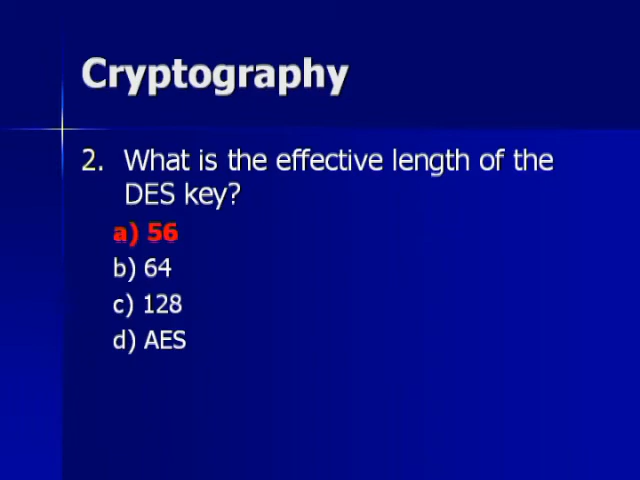 Cryptography
2. What is the effective length of the
DES key?
a) 56
b) 64
c) 128
d) AES